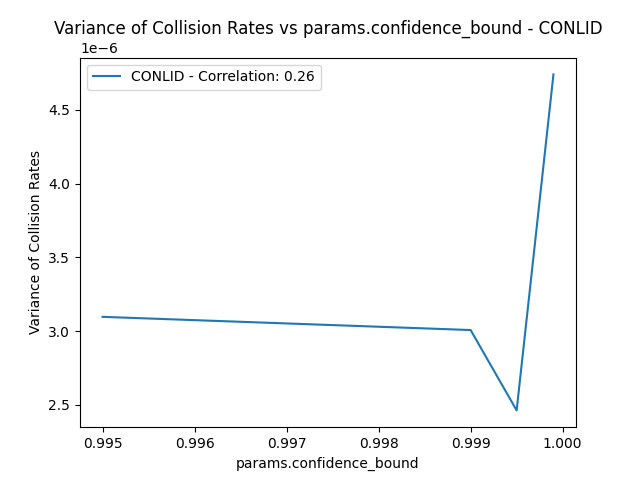 Variance of Collision Rates vs params.confidence_bound - CONLID
1e−6
CONLID - Correlation: 0.26
4.5
4.0
3.5
3.0
2.5
Variance of Collision Rates
0.995 0.996 0.997 0.998 0.999 1.000
params.confidence_bound